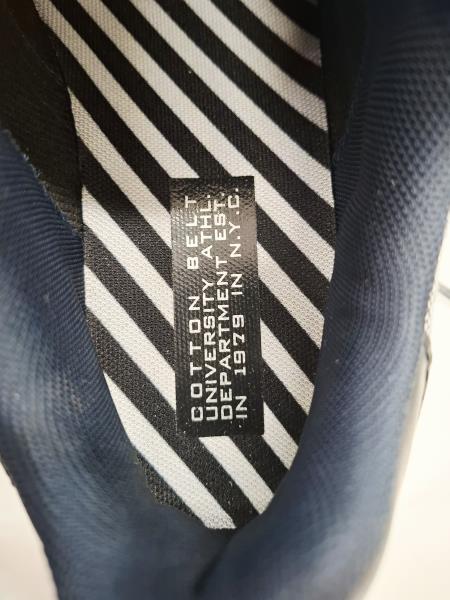 COTTON BELT
UNIVERSITY ATHL.
DEPARTMENT EST.
IN 1979 IN N.Y.C.